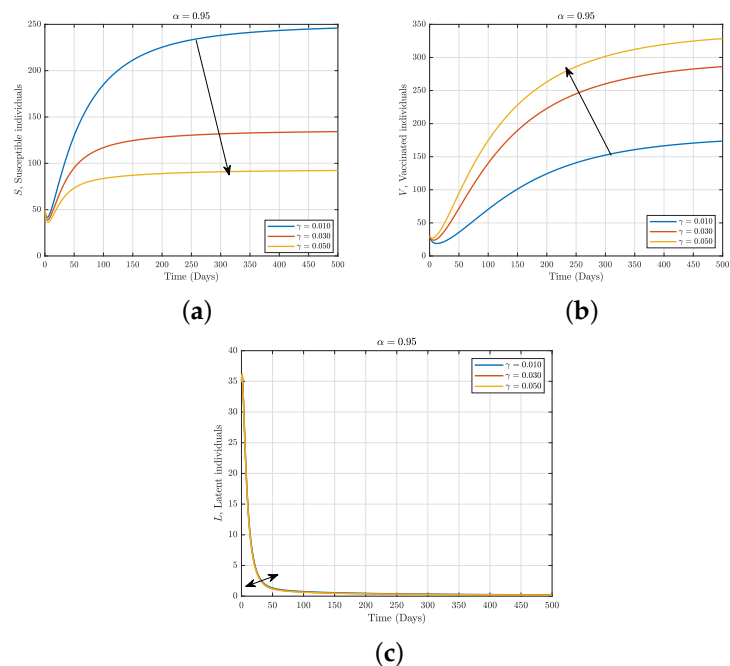 α = 0.95
250
200
150
100
50
0
S, Susceptible individuals
0 50 100 150 200 250 300 350 400 450 500
Time (Days)
γ = 0.010
γ = 0.030
γ = 0.050
(a)
α = 0.95
350
300
250
200
150
100
50
0
V, Vaccinated individuals
0 50 100 150 200 250 300 350 400 450 500
Time (Days)
γ = 0.010
γ = 0.030
γ = 0.050
(b)
α = 0.95
40
35
30
25
20
15
10
5
0
L, Latent individuals
0 50 100 150 200 250 300 350 400 450 500
Time (Days)
γ = 0.010
γ = 0.030
γ = 0.050
(c)